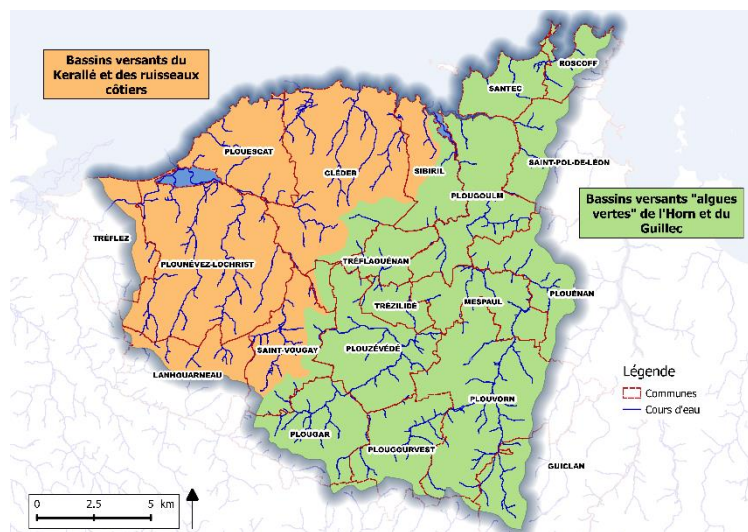 Bassins versants du
Kerallé et des ruisseaux
côtiers
ROSCOFF
SANTEC
PLOUESCAT
CLÉDER
SIBIRIL
SAINT-POL-DE-LÉON
PLOUGOULM
Bassins versants "algues
vertes" de l'Horn et du
Guillec
TRÉFLEZ
PLOUNÉVEZ-LOCHRIST
TRÉFLAOUÉNAN
TRÉZILIDÉ
MESPAUL
PLOUÉNAN
SAINT-VOUGAY
PLOUZÉVÉDÉ
LANHOUARNEAU
Légende
Communes
Cours d'eau
PLOUVORN
PLOUGAR
PLOUGOURVEST
GUICLAN
0 2.5 5 km